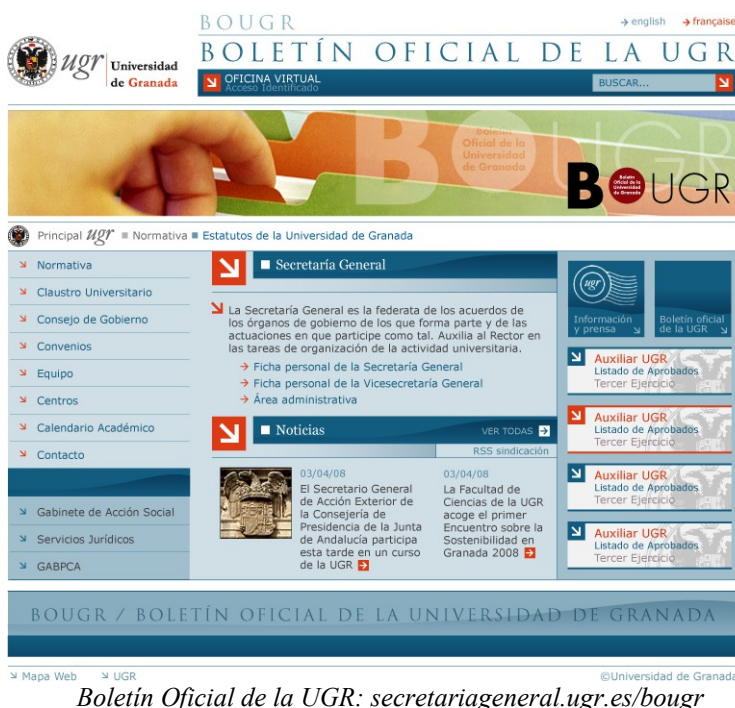 BOUGR
english
française
BOLETÍN OFICIAL DE LA UGR
ugr Universidad de Granada
OFICINA VIRTUAL
Acceso Identificado
BUSCAR...
BOUGR
Boletín
Oficial de la
Universidad
de Granada
Boletín
Oficial de la
Universidad
de Granada
BOUGR
Principal ugr Normativa Estatutos de la Universidad de Granada
Normativa
Claustro Universitario
Consejo de Gobierno
Convenios
Equipo
Centros
Calendario Académico
Contacto
Gabinete de Acción Social
Servicios Jurídicos
GABPCA
Secretaría General
La Secretaría General es la federata de los acuerdos de
los órganos de gobierno de los que forma parte y de las
actuaciones en que participe como tal. Auxilia al Rector en
las tareas de organización de la actividad universitaria.
Ficha personal de la Secretaría General
Ficha personal de la Vicesecretaría General
Área administrativa
Noticias
VER TODAS
RSS sindicación
03/04/08
El Secretario General
de Acción Exterior de
la Consejería de
Presidencia de la Junta
de Andalucía participa
esta tarde en un curso
de la UGR
03/04/08
La Facultad de
Ciencias de la UGR
acoge el primer
Encuentro sobre la
Sostenibilidad en
Granada 2008
ugr
Información
y prensa
Boletín oficial
de la UGR
Auxiliar UGR
Listado de Aprobados
Tercer Ejercicio
Auxiliar UGR
Listado de Aprobados
Tercer Ejercicio
Auxiliar UGR
Listado de Aprobados
Tercer Ejercicio
Auxiliar UGR
Listado de Aprobados
Tercer Ejercicio
BOUGR / BOLETÍN OFICIAL DE LA UNIVERSIDAD DE GRANADA
Mapa Web
UGR
©Universidad de Granada
Boletín Oficial de la UGR: secretariageneral.ugr.es/bougr